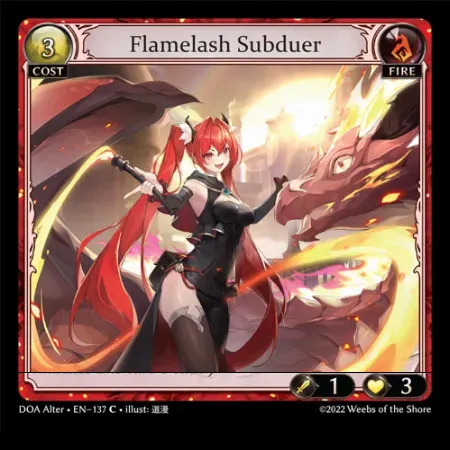 3
Flamelash Subduer
COST
FIRE
1
3
DOA Alter • EN-137 C • illust: 道漫
©2022 Weebs of the Shore